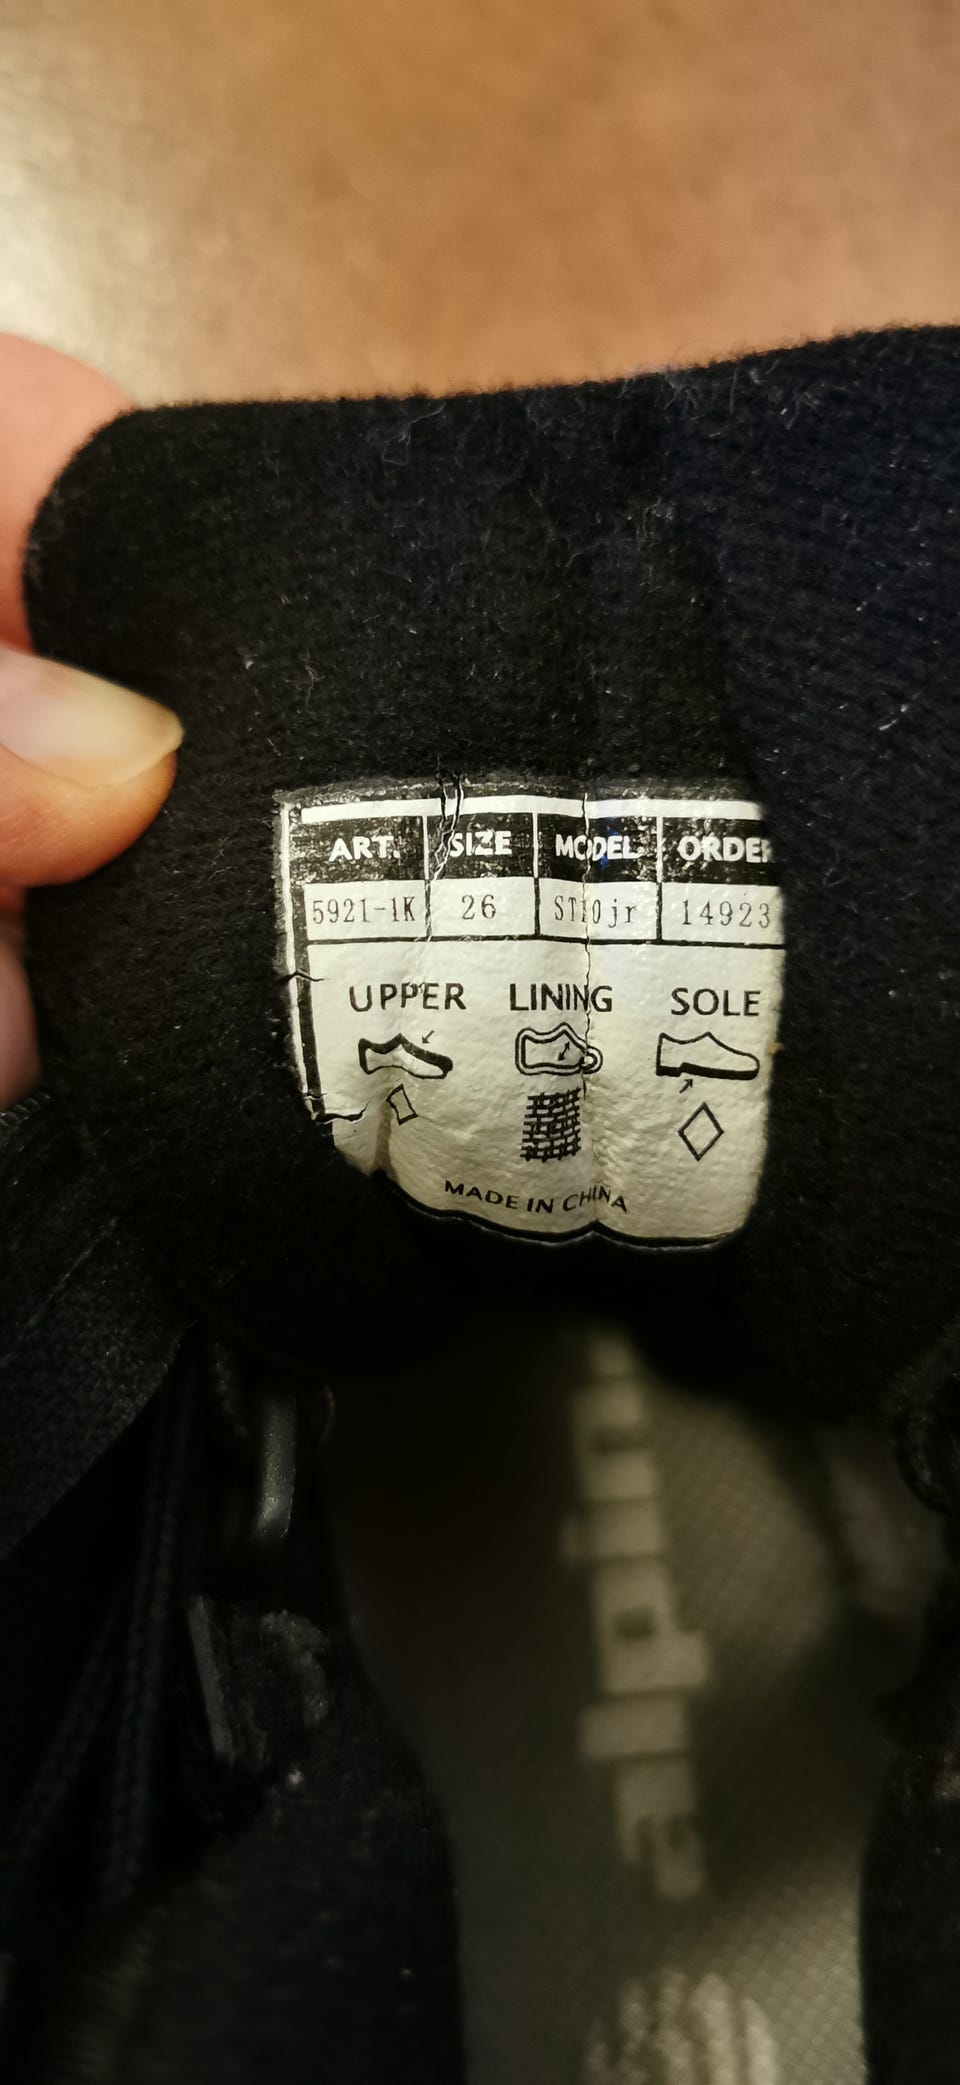 ART. SIZE MODEL ORDER
5921-1K 26 ST10jr 14923
UPPER LINING SOLE
MADE IN CHINA